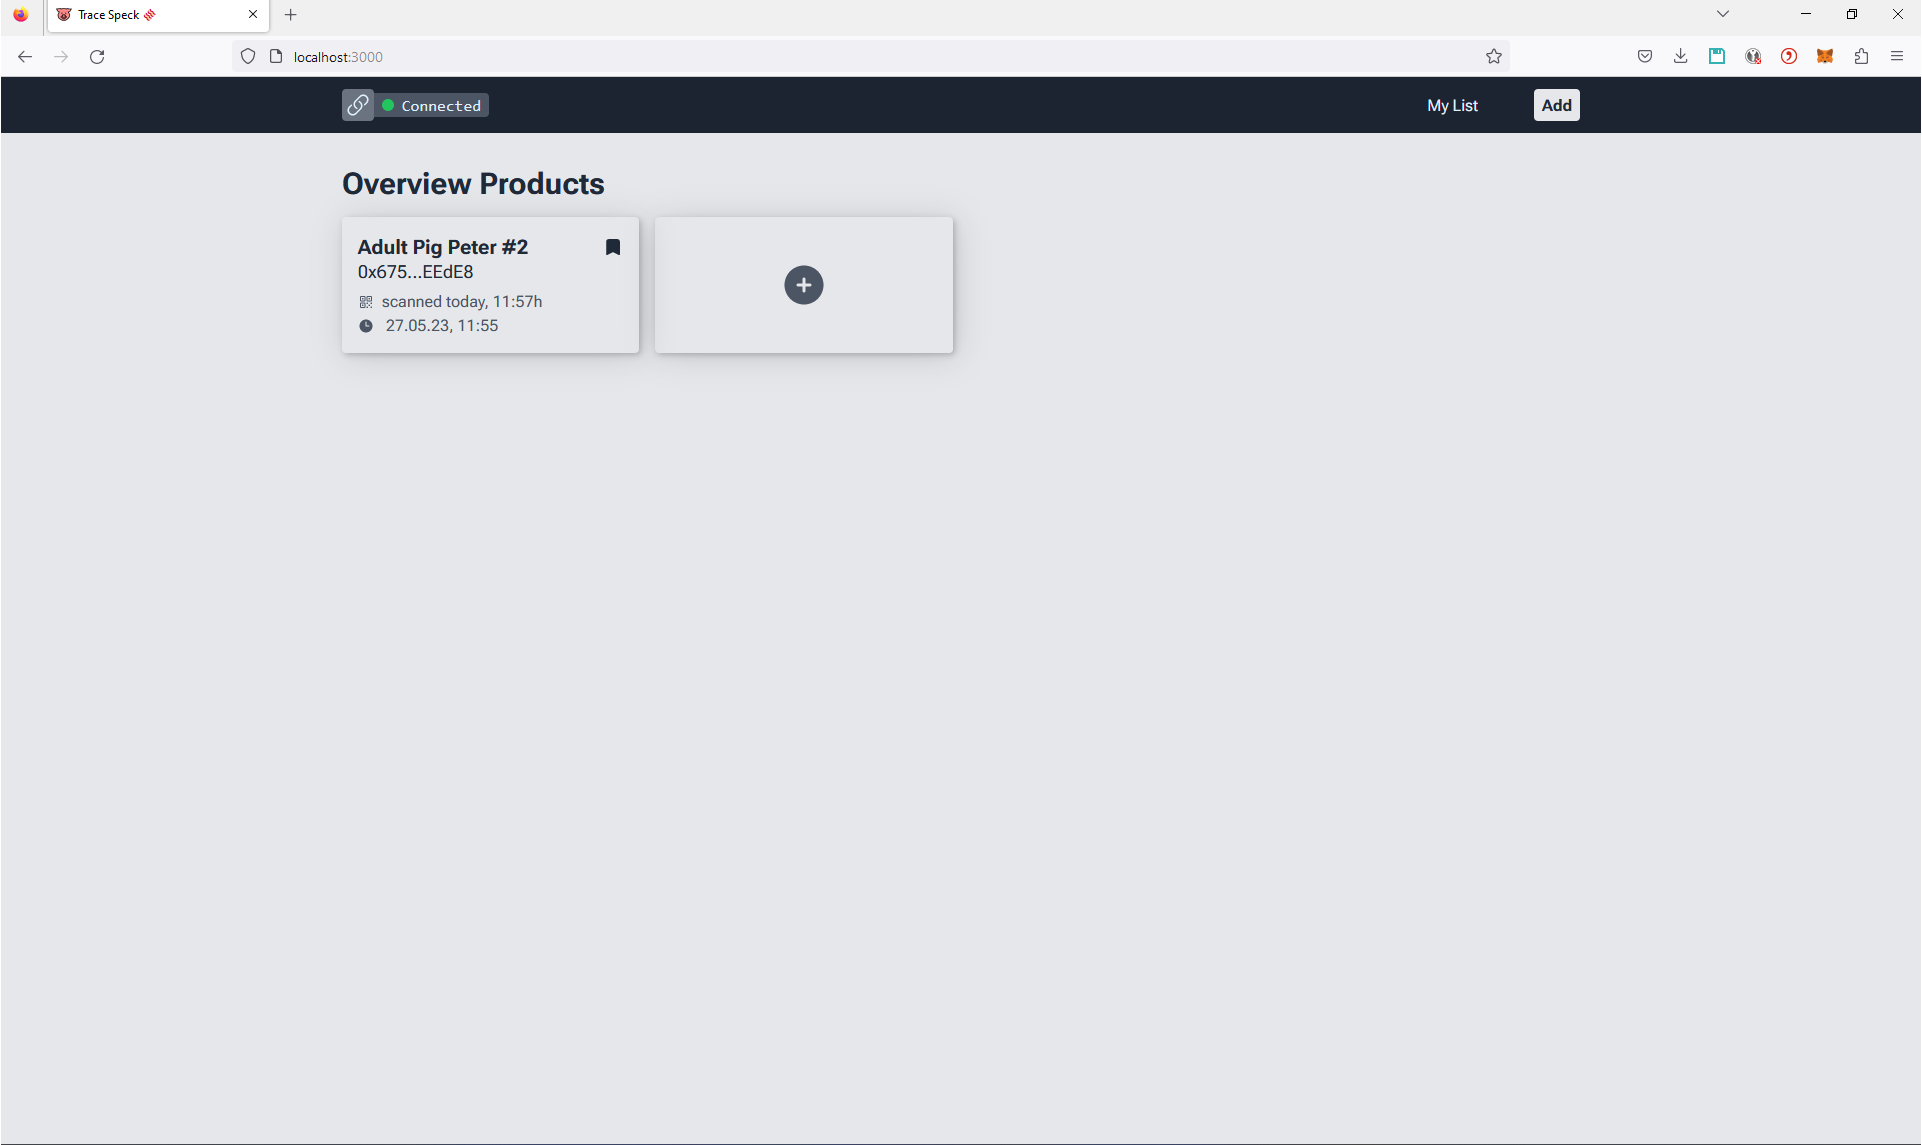 Trace Speck 🥓
localhost:3000
Connected
My List
Add
Overview Products
Adult Pig Peter #2
0x675...EEdE8
scanned today, 11:57h
27.05.23, 11:55